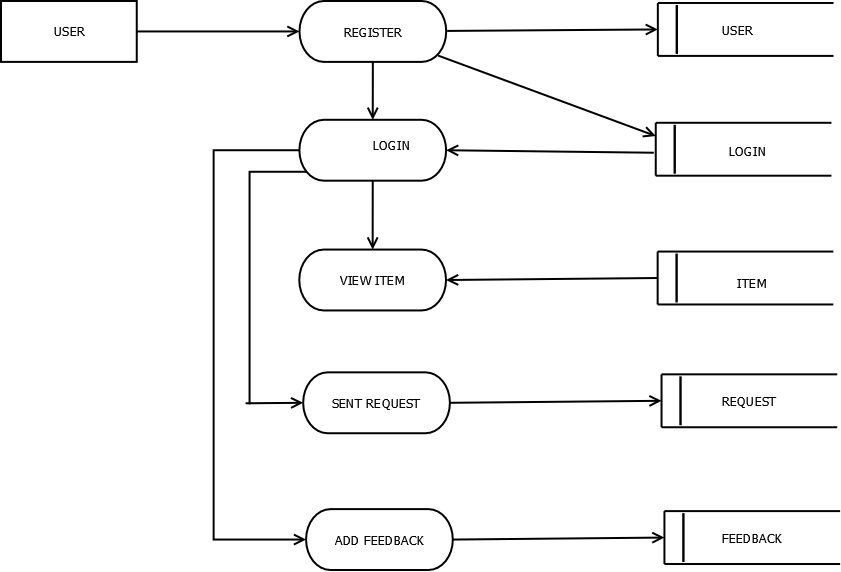 USER
REGISTER
USER
LOGIN
LOGIN
VIEW ITEM
ITEM
SENT REQUEST
REQUEST
ADD FEEDBACK
FEEDBACK